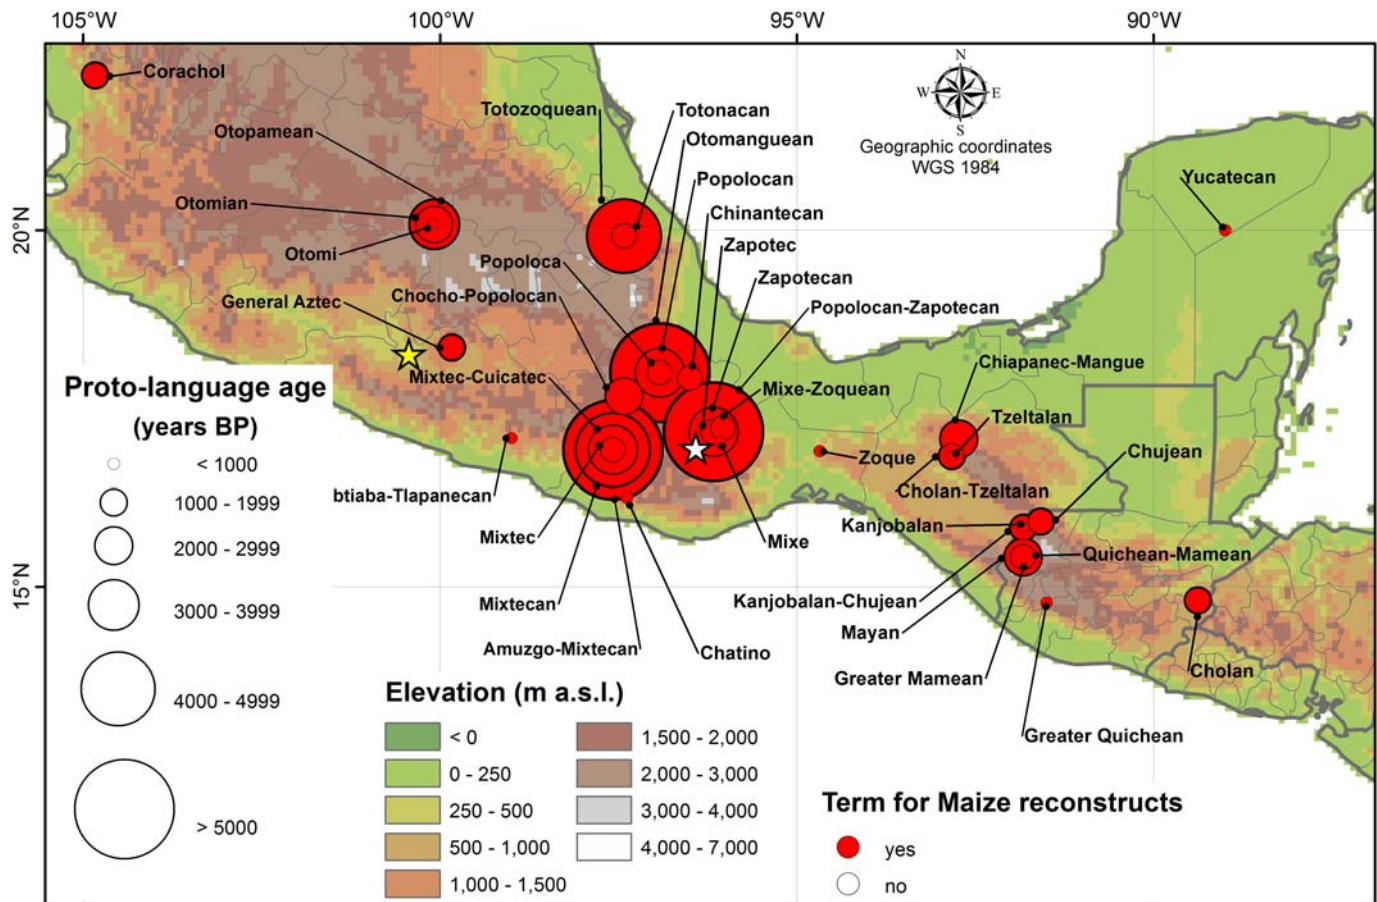 105°W
100°W
95°W
90°W
N
W E
S
Geographic coordinates
WGS 1984
20°N
15°N
Corachol
Totozoquean
Totonacan
Otopamean
Otomanguean
Popolocan
Yucatecan
Otomian
Chinantecan
Zapotec
Otomi
Popoloca
Zapotecan
General Aztec
Chocho-Popolocan
Popolocan-Zapotecan
Chiapanec-Mangue
Mixtec-Cuicatec
Mixe-Zoquean
Tzeltalan
Chujean
Zoque
btiaba-Tlapanecan
Cholan-Tzeltalan
Kanjobalan
Mixtec
Mixe
Quichean-Mamean
Mixtecan
Kanjobalan-Chujean
Mayan
Amuzgo-Mixtecan
Chatino
Greater Mamean
Cholan
Greater Quichean
Proto-language age
(years BP)
< 1000
1000 - 1999
2000 - 2999
3000 - 3999
4000 - 4999
> 5000
Elevation (m a.s.l.)
< 0
0 - 250
250 - 500
500 - 1,000
1,000 - 1,500
1,500 - 2,000
2,000 - 3,000
3,000 - 4,000
4,000 - 7,000
Term for Maize reconstructs
yes
no